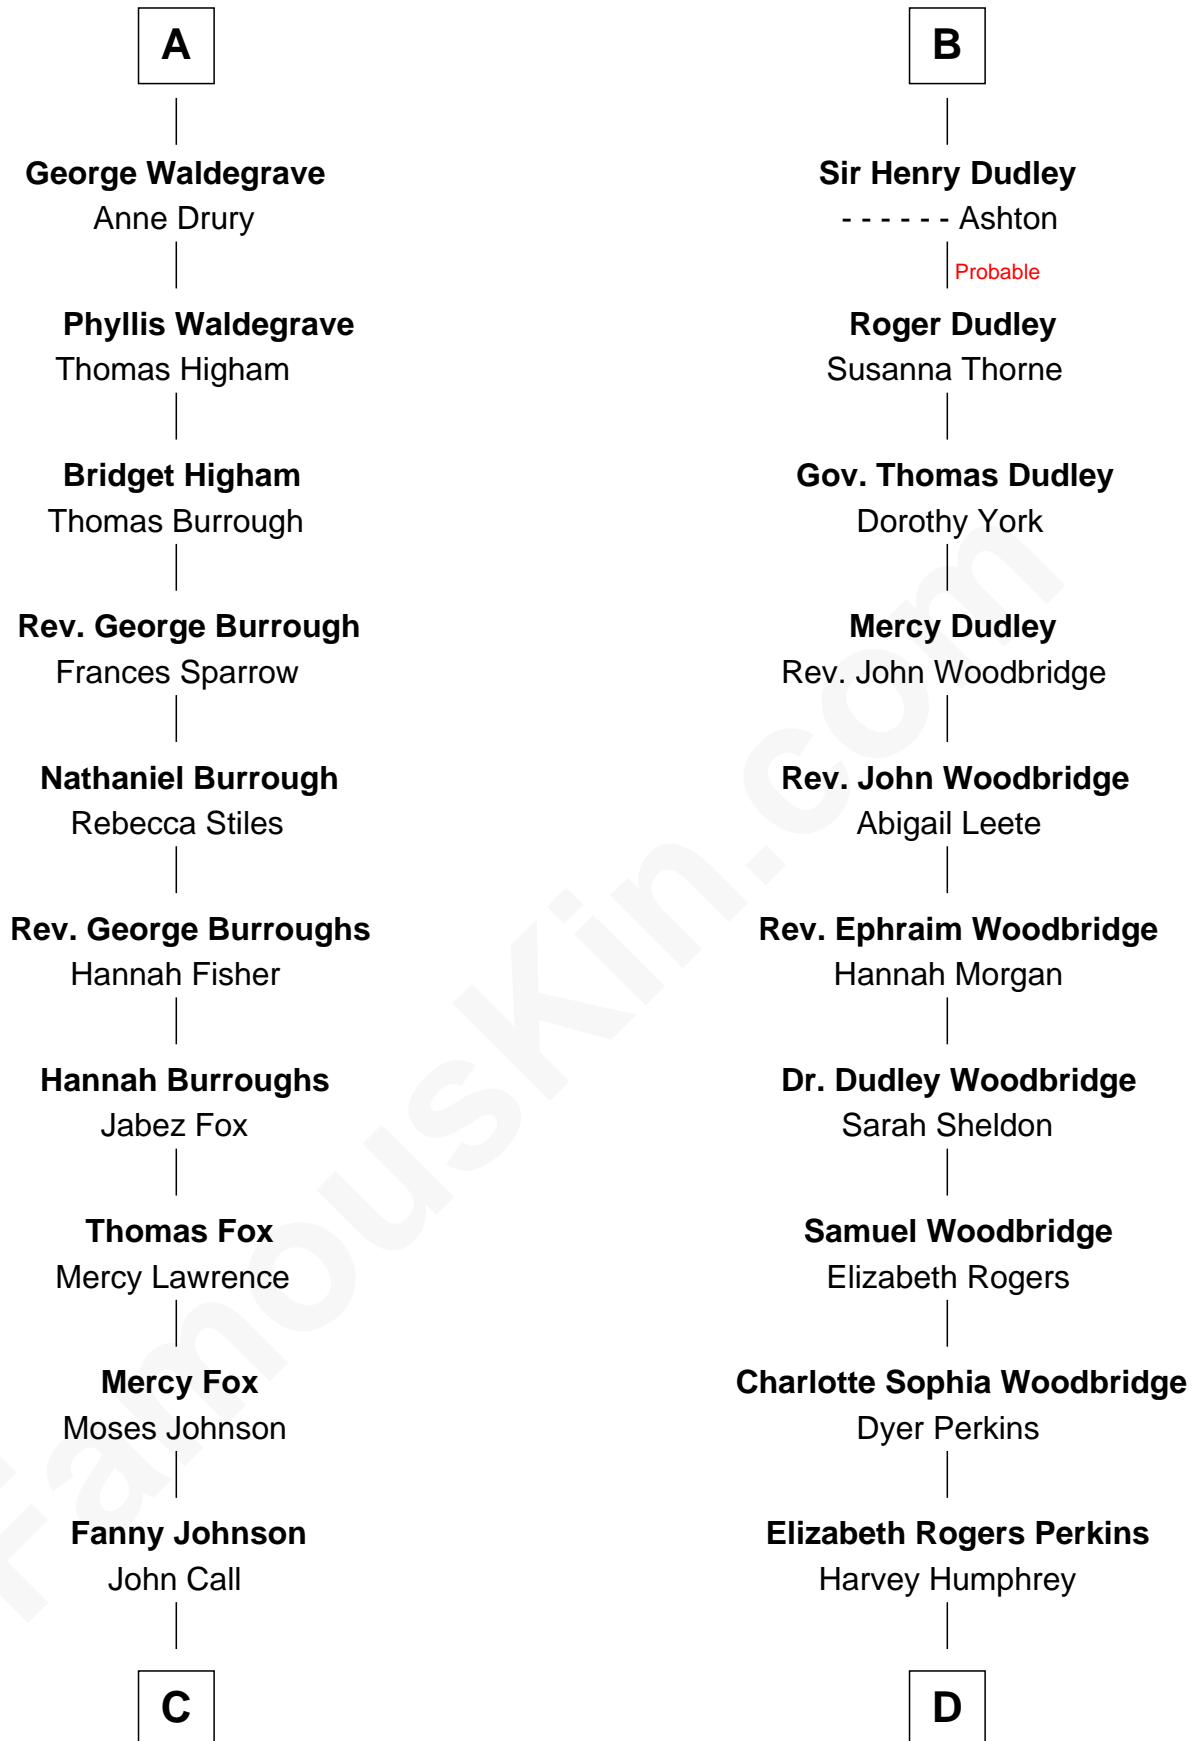 A
George Waldegrave
Anne Drury
Phyllis Waldegrave
Thomas Higham
Bridget Higham
Thomas Burrough
Rev. George Burrough
Frances Sparrow
Nathaniel Burrough
Rebecca Stiles
Rev. George Burroughs
Hannah Fisher
Hannah Burroughs
Jabez Fox
Thomas Fox
Mercy Lawrence
Mercy Fox
Moses Johnson
Fanny Johnson
John Call
C
B
Sir Henry Dudley
- - - - - - Ashton
Probable
Roger Dudley
Susanna Thorne
Gov. Thomas Dudley
Dorothy York
Mercy Dudley
Rev. John Woodbridge
Rev. John Woodbridge
Abigail Leete
Rev. Ephraim Woodbridge
Hannah Morgan
Dr. Dudley Woodbridge
Sarah Sheldon
Samuel Woodbridge
Elizabeth Rogers
Charlotte Sophia Woodbridge
Dyer Perkins
Elizabeth Rogers Perkins
Harvey Humphrey
D
FamousKin.com